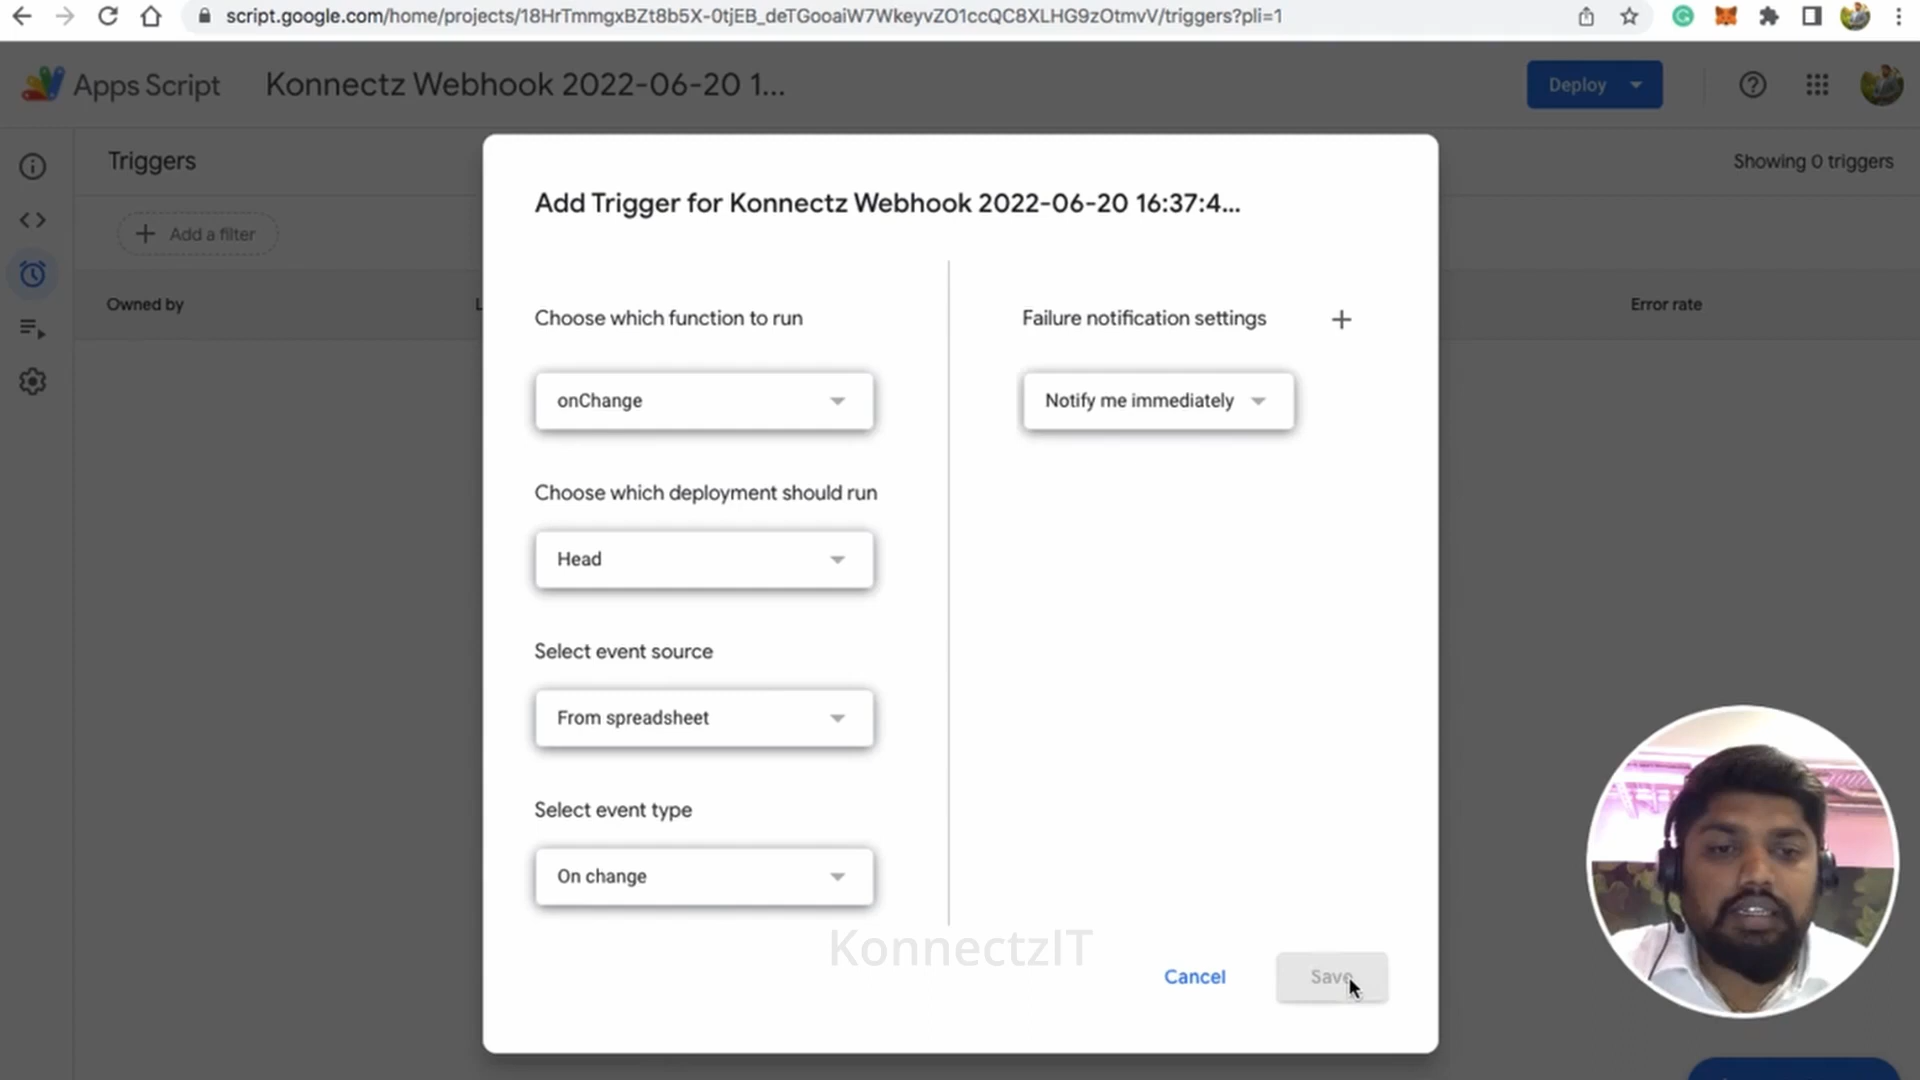 script.google.com/home/projects/18HrTmmgxBZt8b5X-0tjEB_deTGooaiW7WkeyvZO1ccQC8XLHG9zOtmvV/triggers?pli=1
Apps Script
Konnectz Webhook 2022-06-20 1...
Deploy
Triggers
Showing 0 triggers
Add a filter
Owned by
L
Error rate
Add Trigger for Konnectz Webhook 2022-06-20 16:37:4...
Choose which function to run
onChange
Choose which deployment should run
Head
Select event source
From spreadsheet
Select event type
On change
Failure notification settings
Notify me immediately
KonnectzIT
Cancel
Save